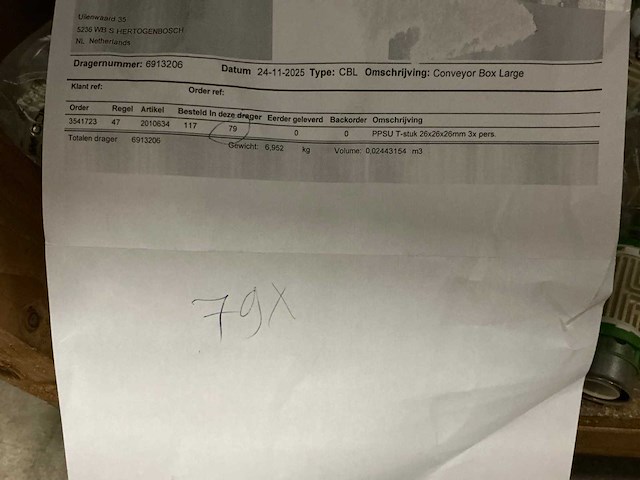 Uilenwaard 35
5236 WB S HERTOGENBOSCH
NL Netherlands
Dragernummer: 6913206 Datum 24-11-2025 Type: CBL Omschrijving: Conveyor Box Large
Klant ref: Order ref:
Order Regel Artikel Besteld In deze drager Eerder geleverd Backorder Omschrijving
3541723 47 2010634 117 79 0 0 PPSU T-stuk 26x26x26mm 3x pers.
Totalen drager 6913206 Gewicht: 6,952 kg Volume: 0,02443154 m3
79X